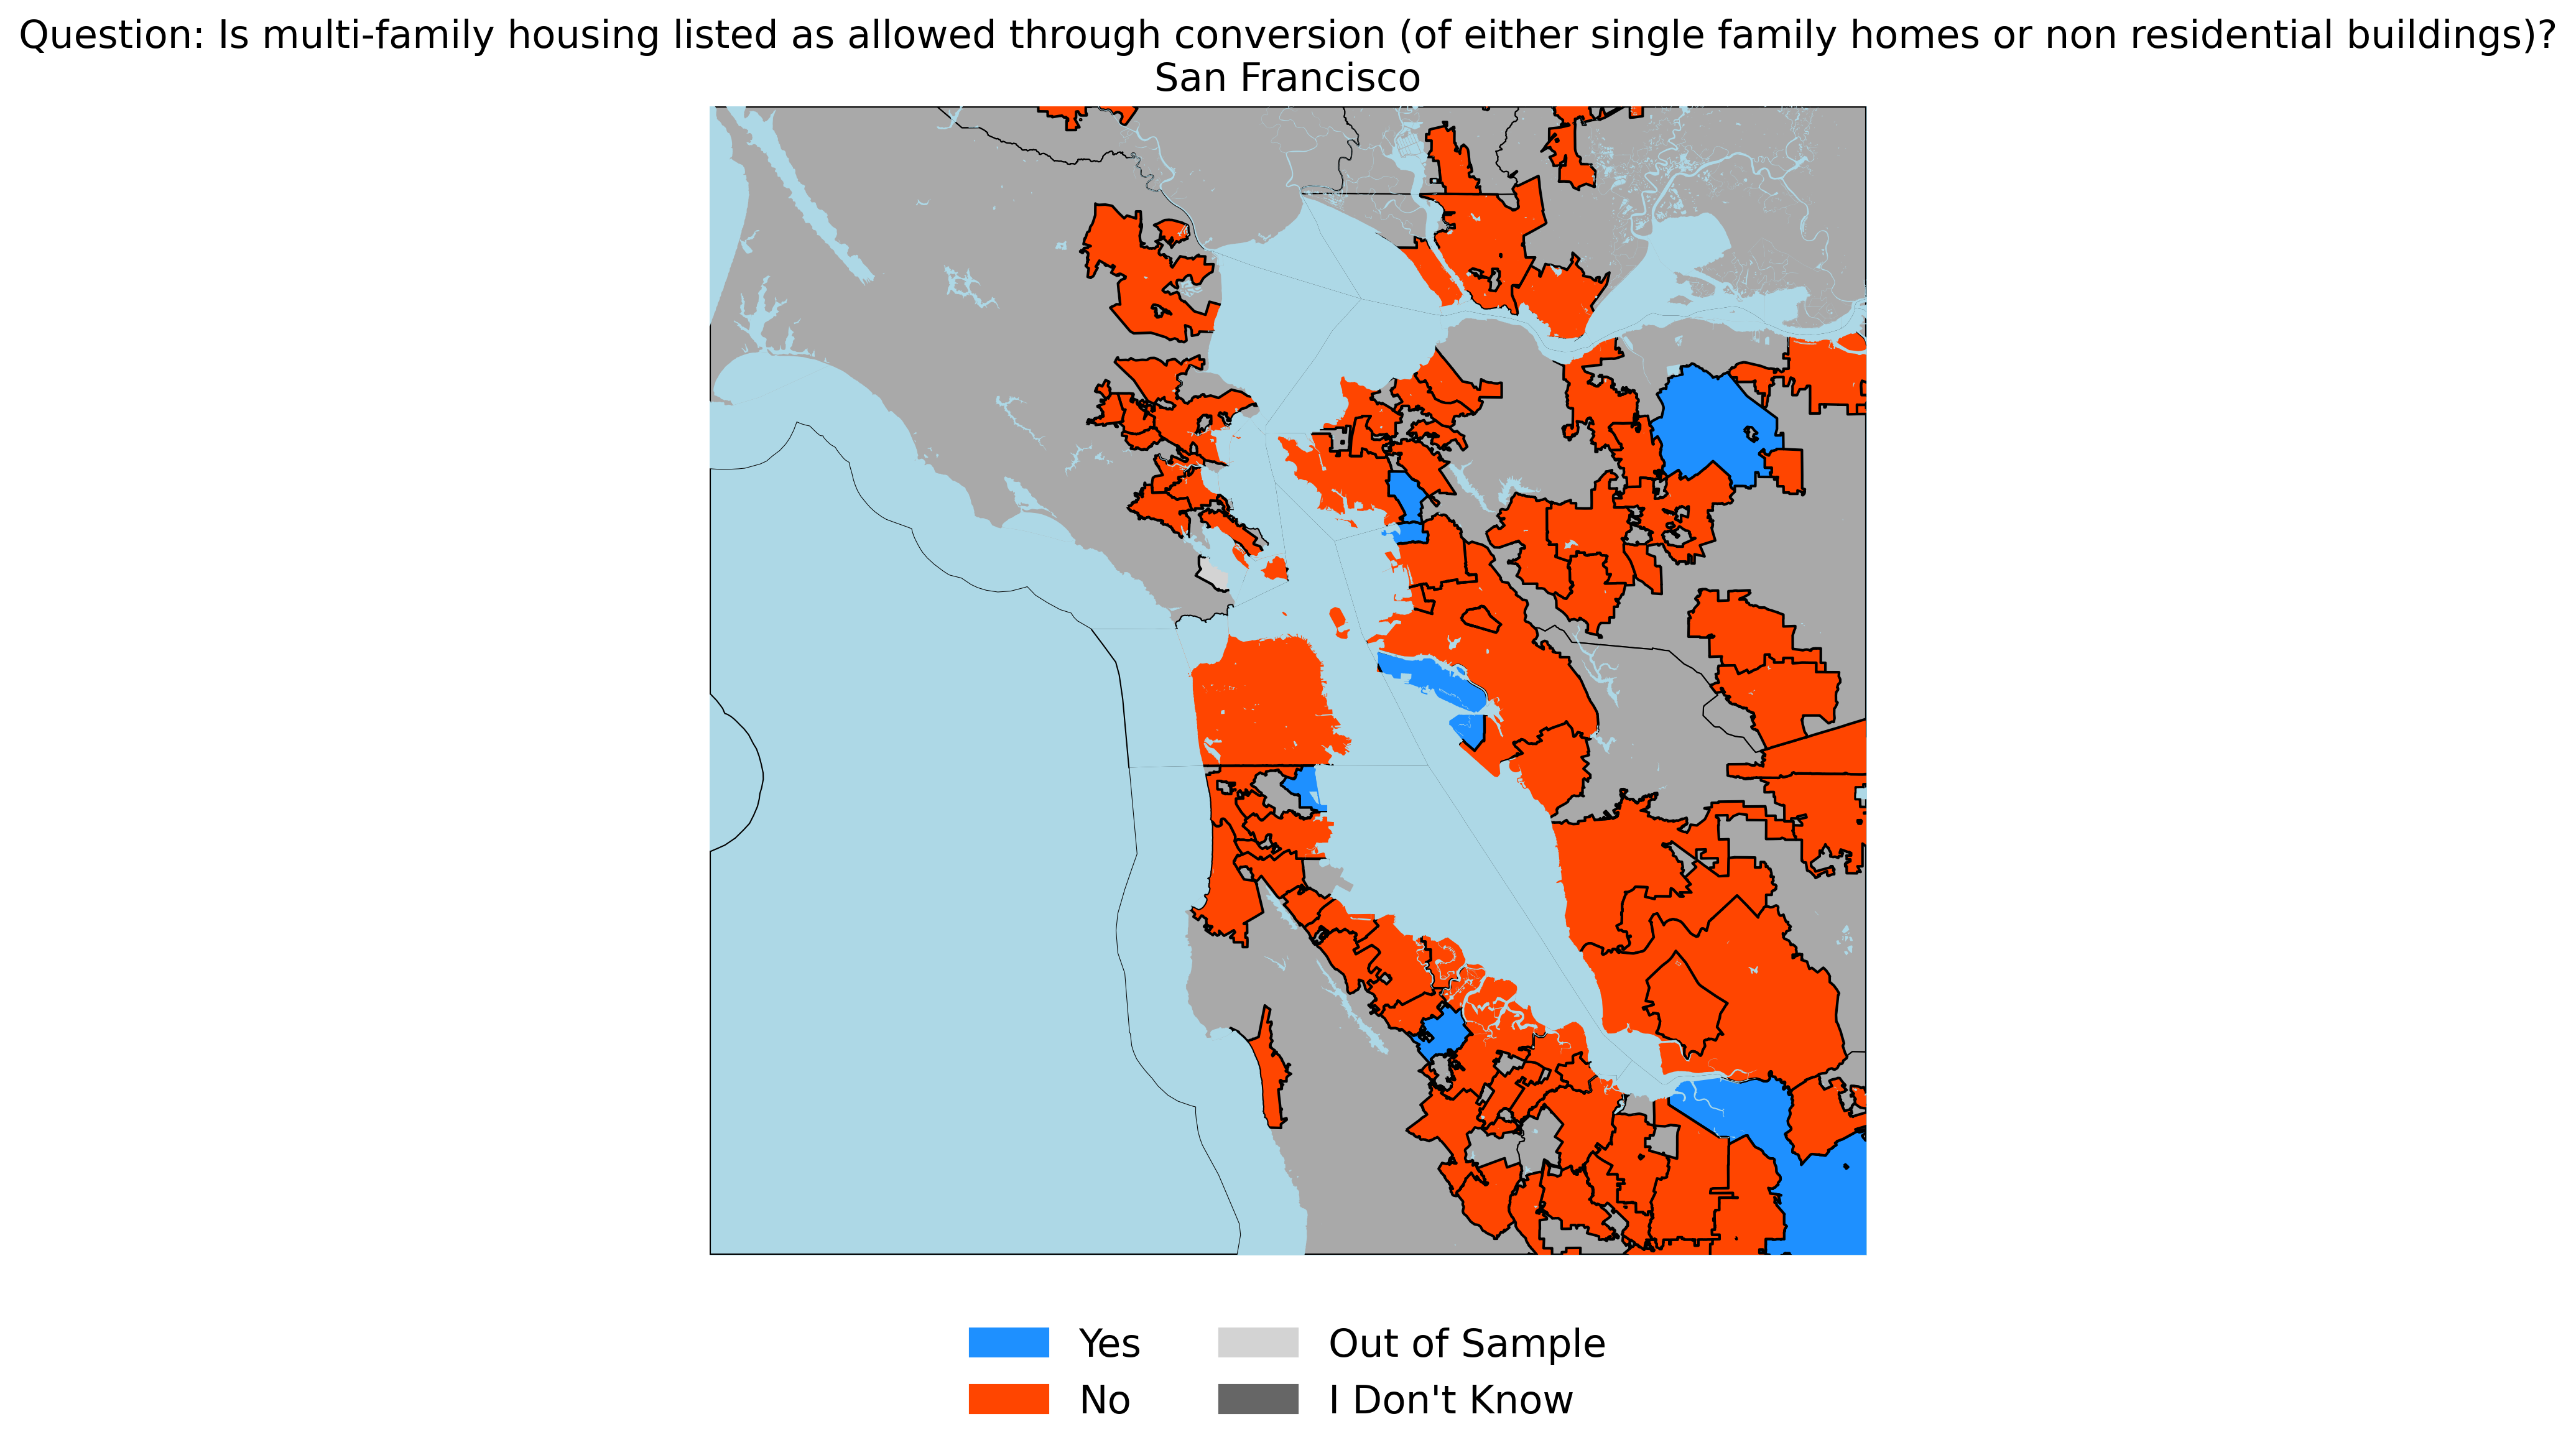 Question: Is multi-family housing listed as allowed through conversion (of either single family homes or non residential buildings)?
San Francisco
Yes
No
Out of Sample
I Don't Know